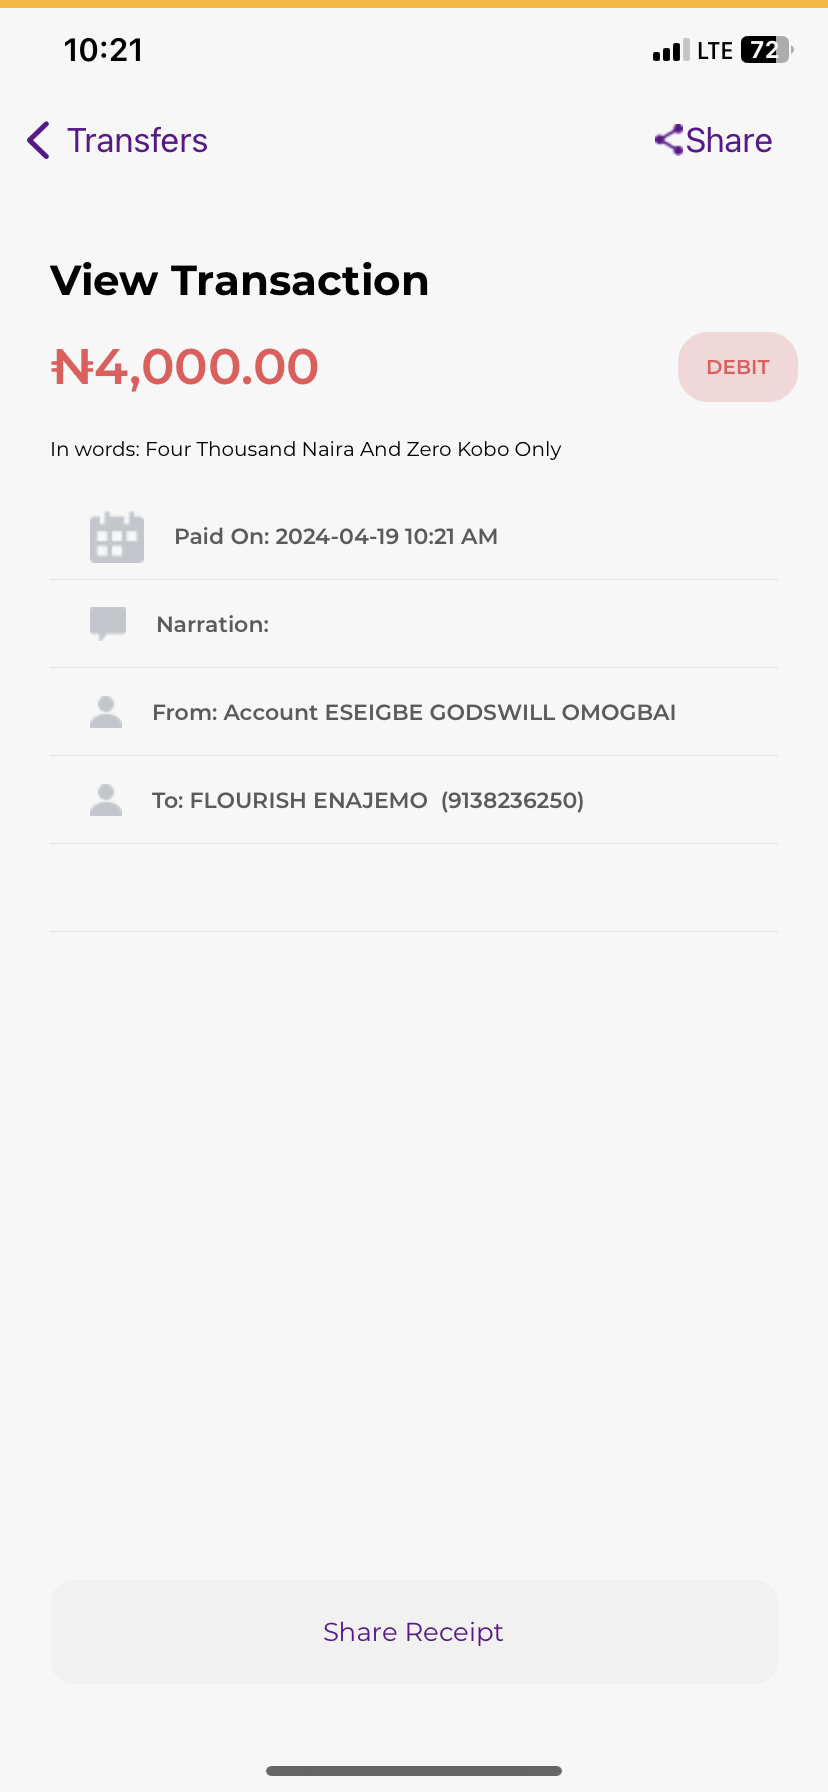 10:21
LTE 72
Transfers
Share
View Transaction
₦4,000.00
DEBIT
In words: Four Thousand Naira And Zero Kobo Only
Paid On: 2024-04-19 10:21 AM
Narration:
From: Account ESEIGBE GODSWILL OMOGBAI
To: FLOURISH ENAJEMO (9138236250)
Share Receipt